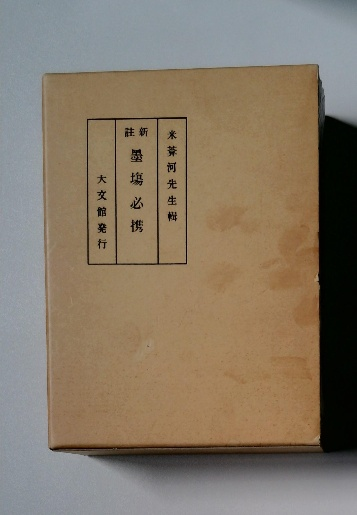 米菴河先生輯
新註 墨場必携
大文館発行